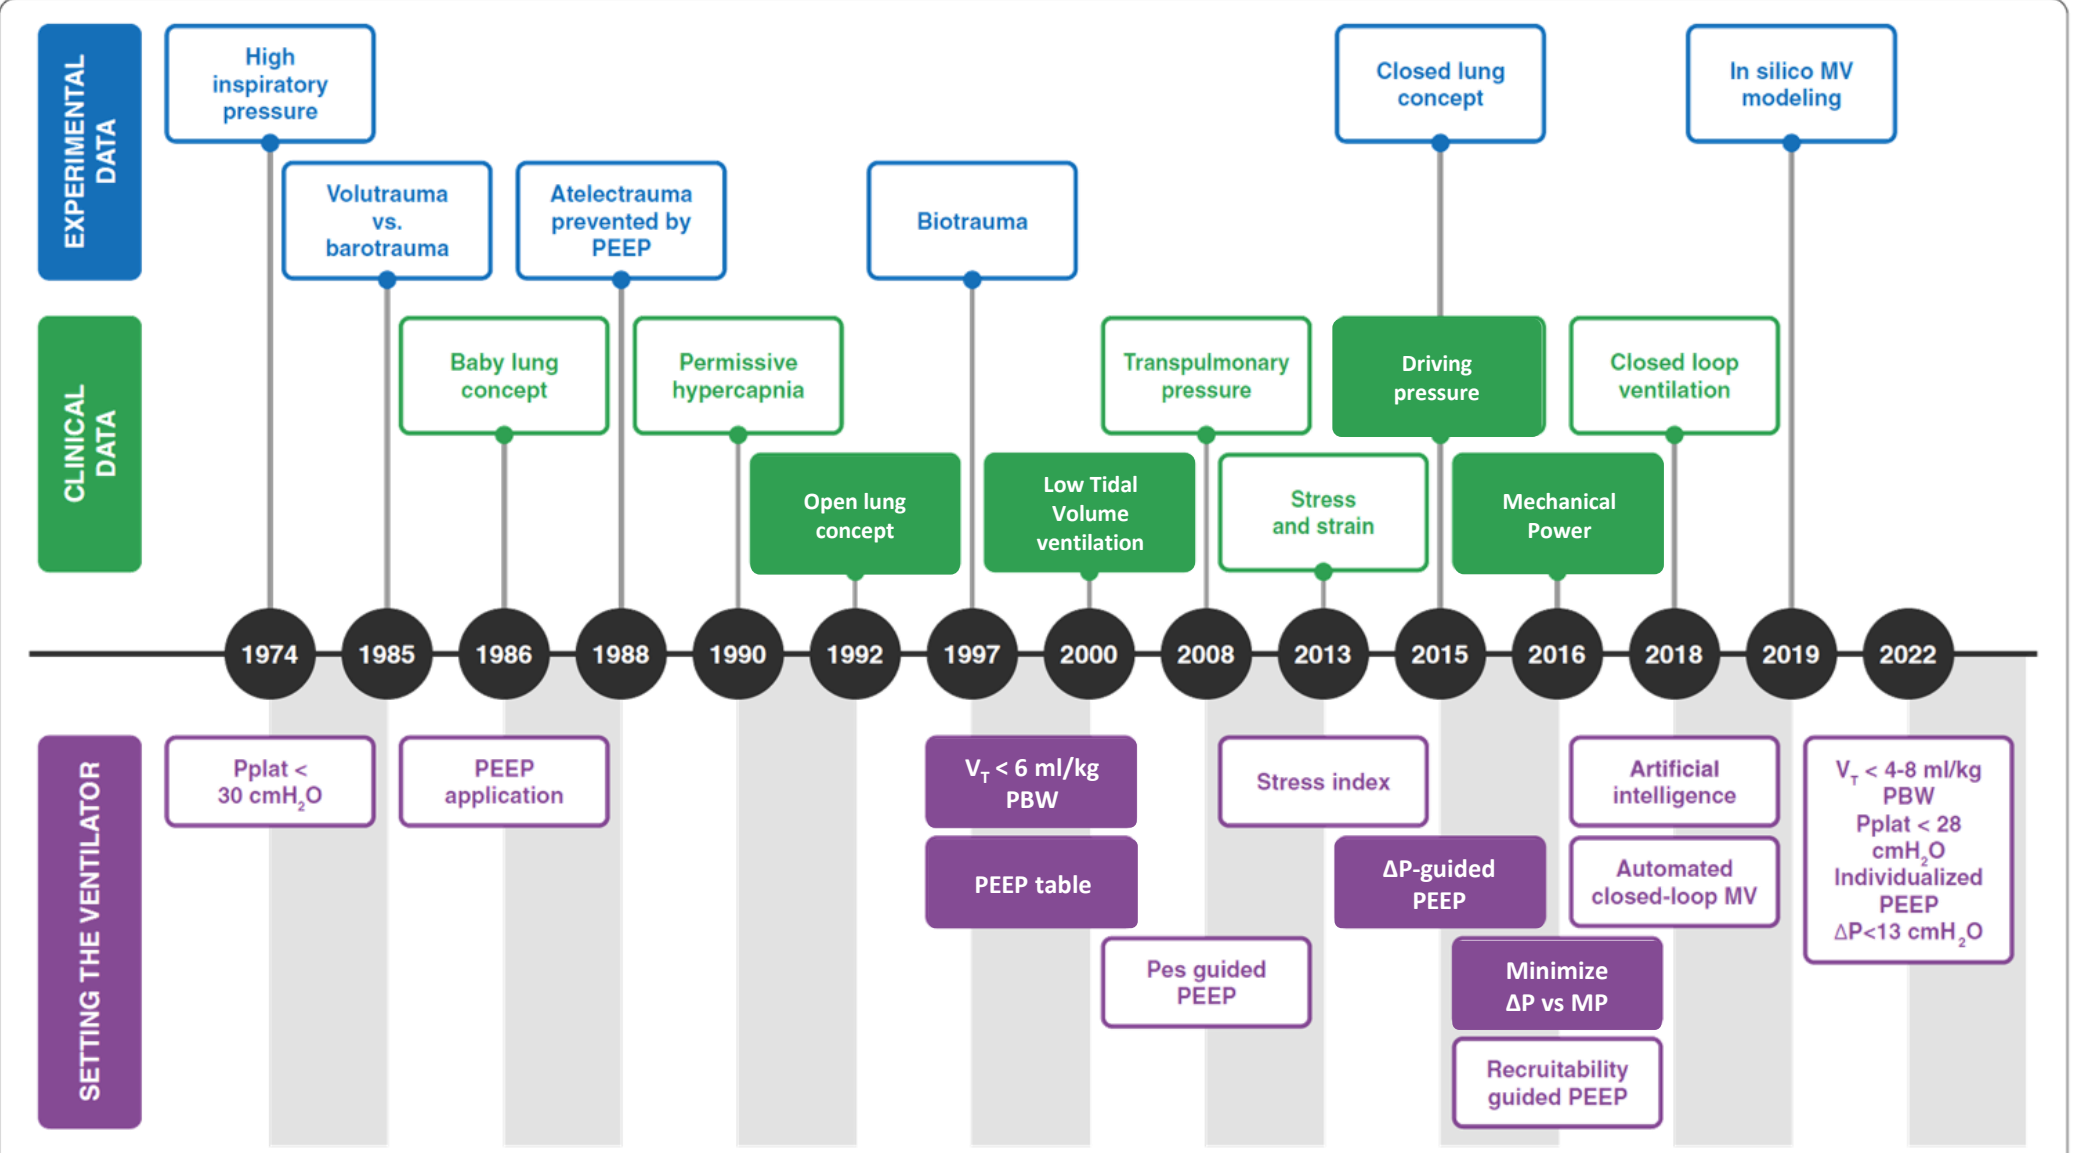 EXPERIMENTAL
DATA
High
inspiratory
pressure
Closed lung
concept
In silico MV
modeling
Volutrauma
vs.
barotrauma
Atelectrauma
prevented by
PEEP
Biotrauma
CLINICAL
DATA
Baby lung
concept
Permissive
hypercapnia
Transpulmonary
pressure
Driving
pressure
Closed loop
ventilation
Open lung
concept
Low Tidal
Volume
ventilation
Stress
and strain
Mechanical
Power
1974
1985
1986
1988
1990
1992
1997
2000
2008
2013
2015
2016
2018
2019
2022
SETTING THE VENTILATOR
Pplat <
30 cmH₂O
PEEP
application
V_T < 6 ml/kg
PBW
Stress index
Artificial
intelligence
V_T < 4-8 ml/kg
PBW
Pplat < 28
cmH₂O
Individualized
PEEP
ΔP<13 cmH₂O
PEEP table
ΔP-guided
PEEP
Automated
closed-loop MV
Pes guided
PEEP
Minimize
ΔP vs MP
Recruitability
guided PEEP